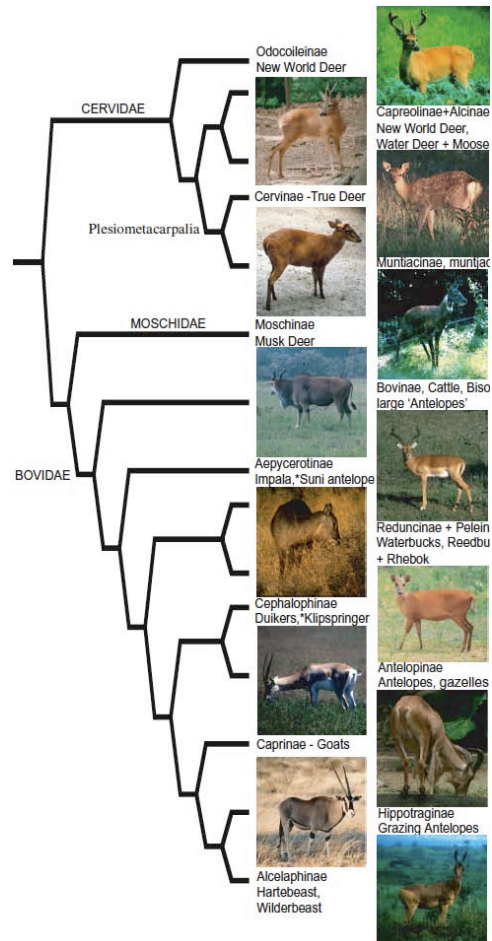 Odocoileinae
New World Deer
CERVIDAE
Capreolinae+Alcinae
New World Deer,
Water Deer + Moose
Cervinae -True Deer
Plesiometacarpalia
Muntiacinae, muntjac
MOSCHIDAE
Moschinae
Musk Deer
Bovinae, Cattle, Biso
large ‘Antelopes’
BOVIDAE
Aepycerotinae
Impala,*Suni antelope
Reduncinae + Pelein
Waterbucks, Reedbu
+ Rhebok
Cephalophinae
Duikers,*Klipspringer
Antelopinae
Antelopes, gazelles
Caprinae - Goats
Hippotraginae
Grazing Antelopes
Alcelaphinae
Hartebeast,
Wilderbeast